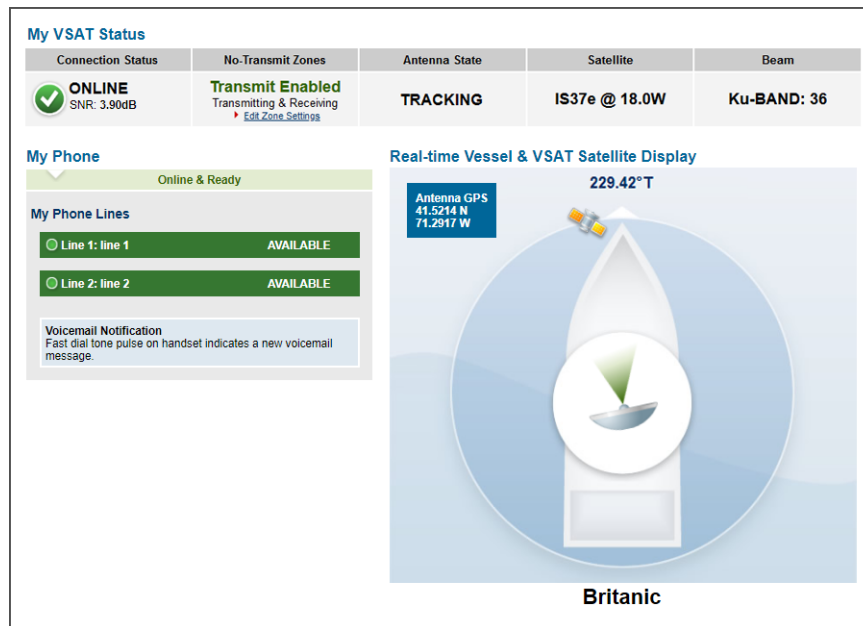 My VSAT Status
Connection Status No-Transmit Zones Antenna State Satellite Beam
ONLINE
SNR: 3.90dB
Transmit Enabled
Transmitting & Receiving
Edit Zone Settings
TRACKING
IS37e @ 18.0W
Ku-BAND: 36
My Phone
Online & Ready
My Phone Lines
Line 1: line 1 AVAILABLE
Line 2: line 2 AVAILABLE
Voicemail Notification
Fast dial tone pulse on handset indicates a new voicemail
message.
Real-time Vessel & VSAT Satellite Display
229.42°T
Antenna GPS
41.5214 N
71.2917 W
Britanic